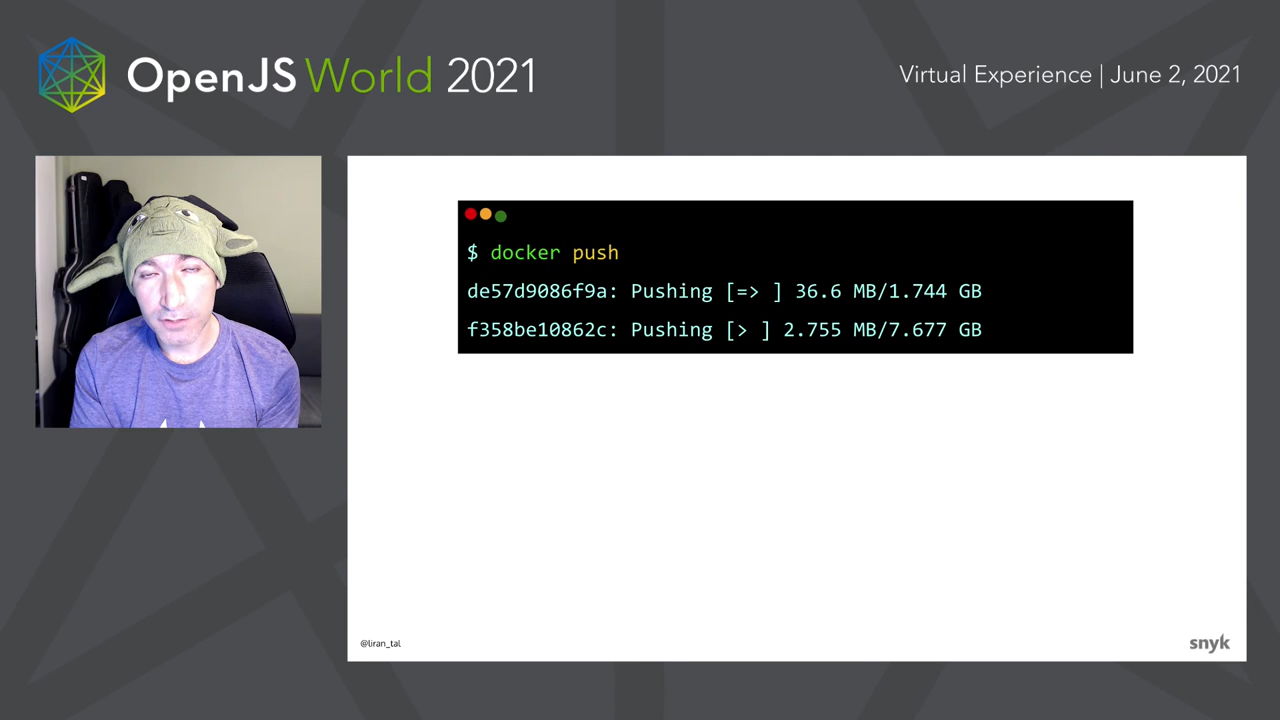 OpenJS World 2021
Virtual Experience | June 2, 2021
$ docker push
de57d9086f9a: Pushing [=> ] 36.6 MB/1.744 GB
f358be10862c: Pushing [> ] 2.755 MB/7.677 GB
@liran_tal
snyk